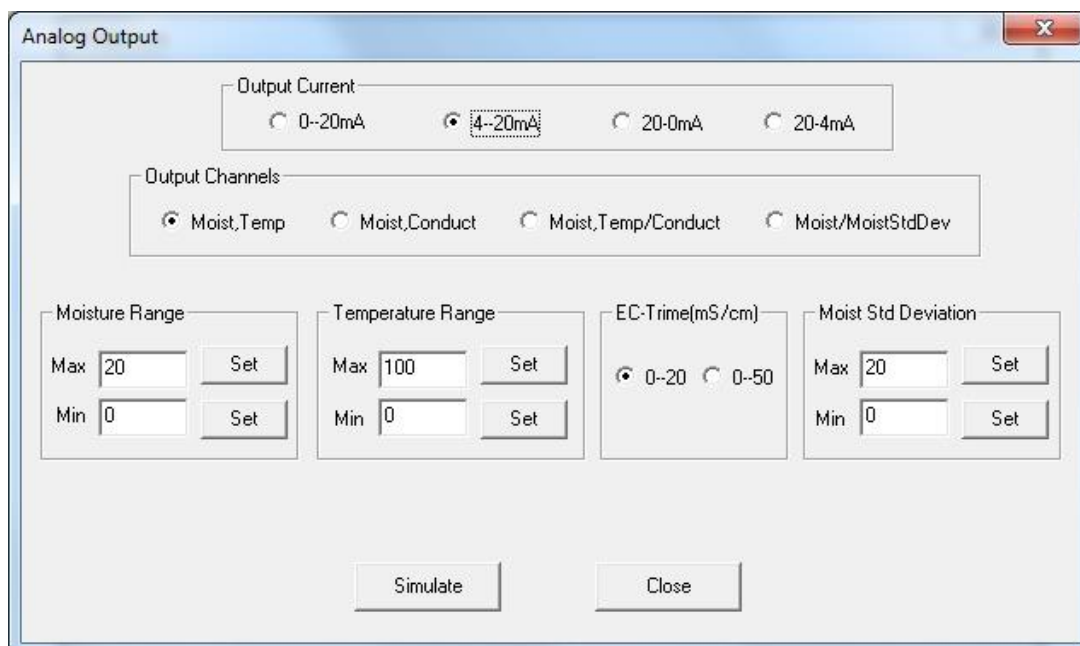 Analog Output
Output Current
0--20mA 4--20mA 20-0mA 20-4mA
Output Channels
Moist,Temp Moist,Conduct Moist,Temp/Conduct Moist/MoistStdDev
Moisture Range
Max 20 Set
Min 0 Set
Temperature Range
Max 100 Set
Min 0 Set
EC-Trime(mS/cm)
0--20 0--50
Moist Std Deviation
Max 20 Set
Min 0 Set
Simulate Close